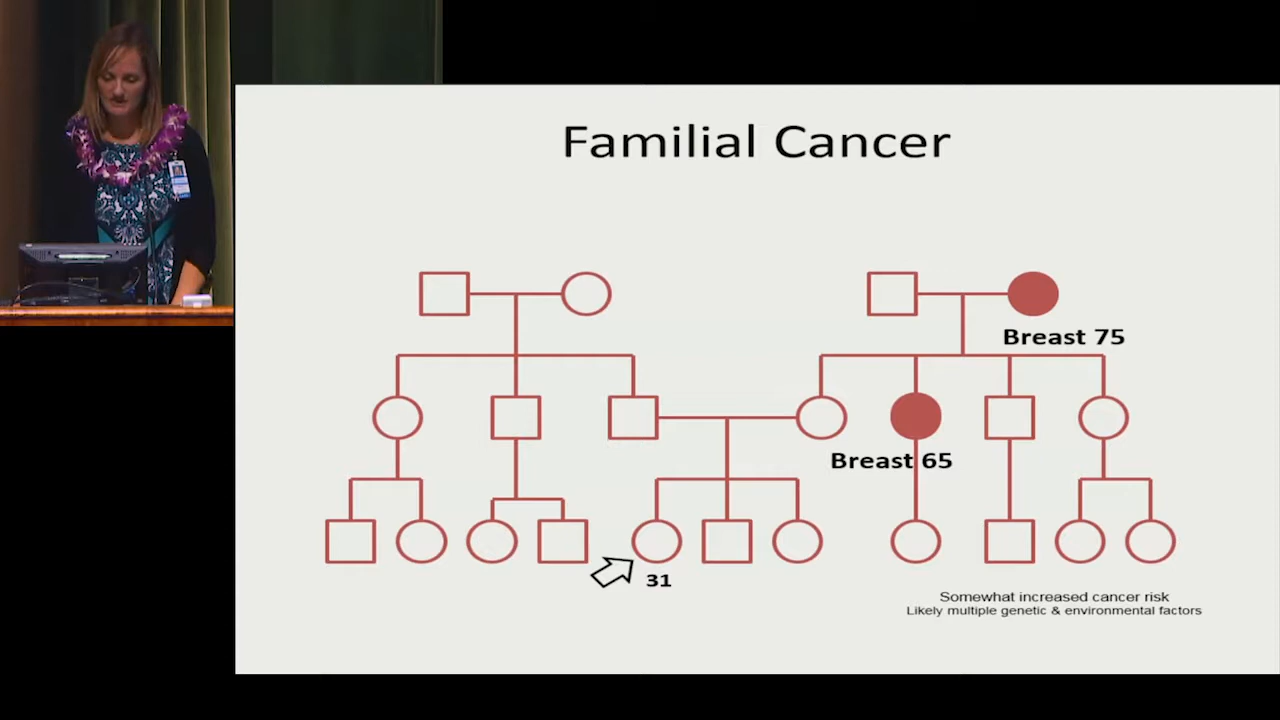 Familial Cancer
Breast 75
Breast 65
31
Somewhat increased cancer risk
Likely multiple genetic & environmental factors